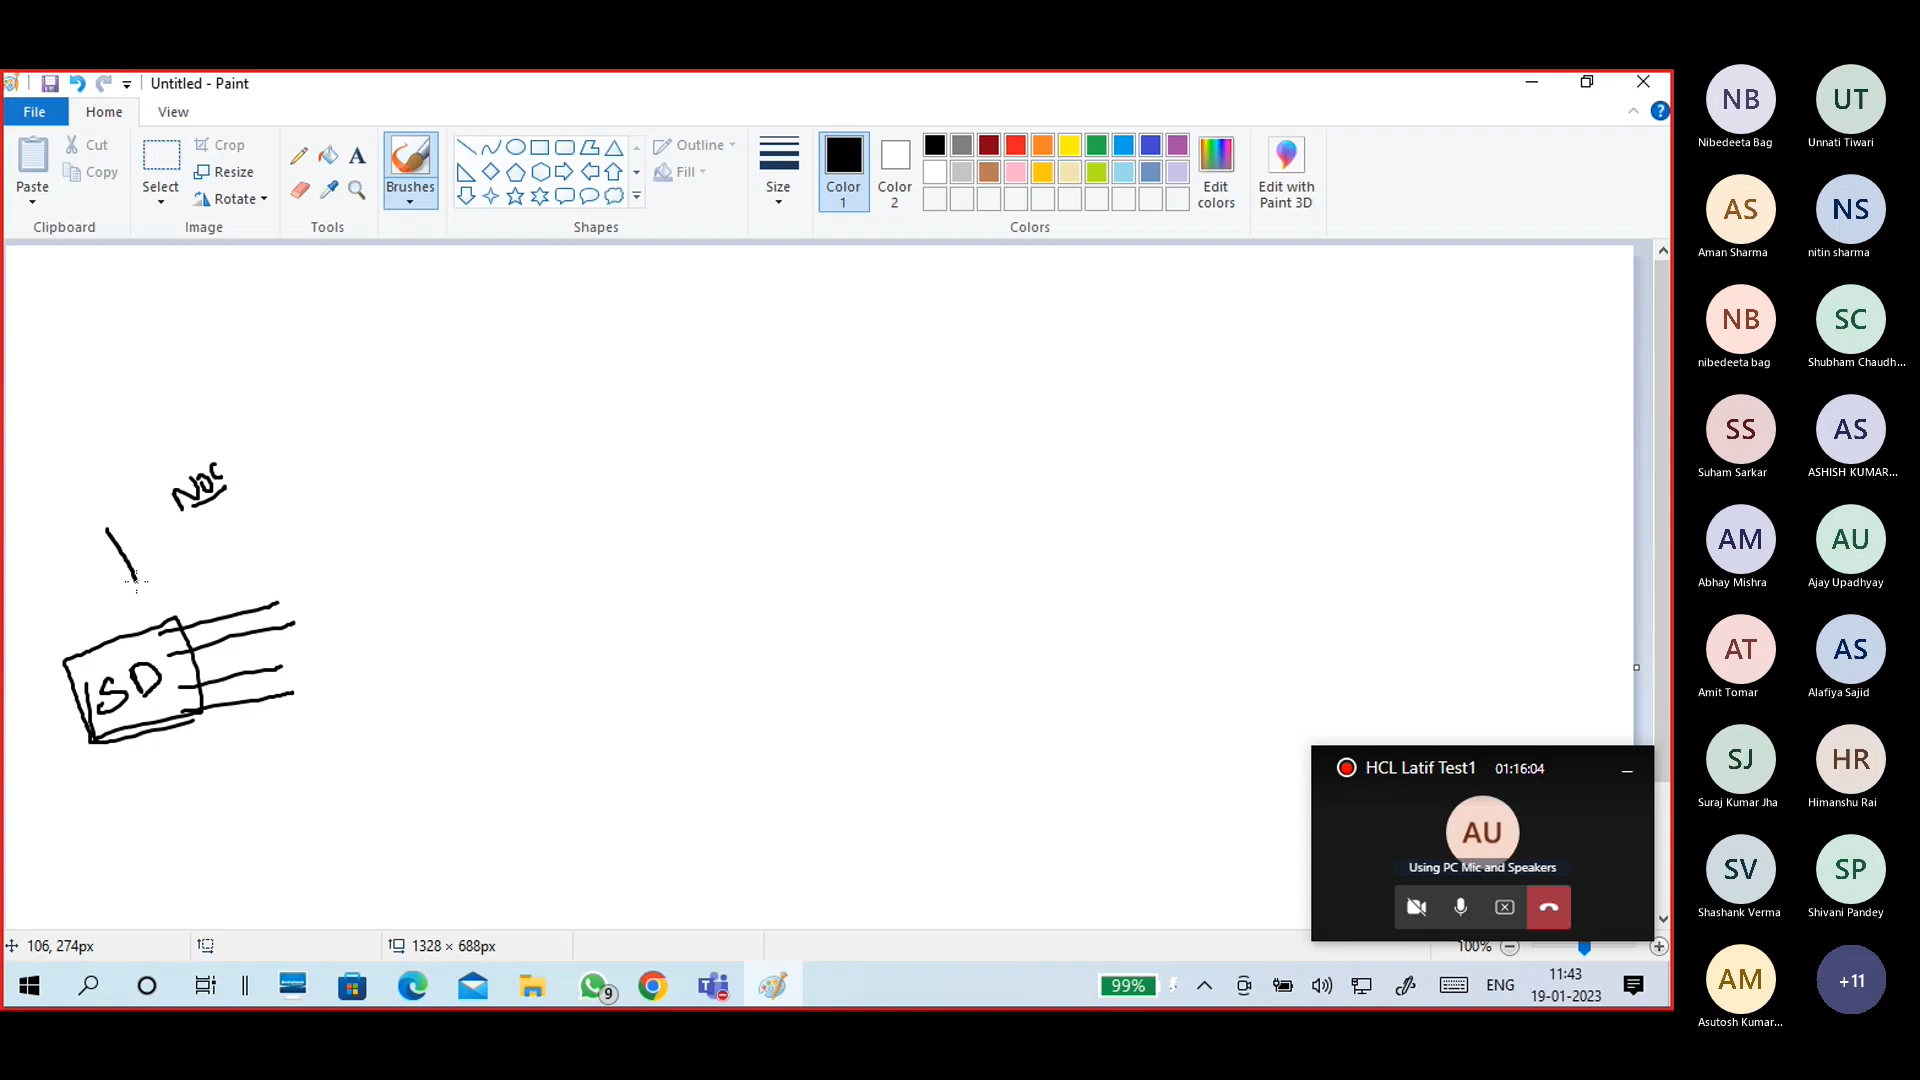 Untitled - Paint
File Home View
Paste
Cut
Copy
Clipboard
Select
Crop
Resize
Rotate
Image
A
Tools
Brushes
Outline
Fill
Shapes
Size
Color 1
Color 2
Edit colors
Colors
Edit with Paint 3D
NOC
SD
HCL Latif Test1 01:16:04
AU
Using PC Mic and Speakers
106, 274px
1328 × 688px
100%
9
99%
ENG
11:43
19-01-2023
NB UT
Nibedeeta Bag Unnati Tiwari
AS NS
Aman Sharma nitin sharma
NB SC
nibedeeta bag Shubham Chaudh...
SS AS
Suham Sarkar ASHISH KUMAR...
AM AU
Abhay Mishra Ajay Upadhyay
AT AS
Amit Tomar Alafiya Sajid
SJ HR
Suraj Kumar Jha Himanshu Rai
SV SP
Shashank Verma Shivani Pandey
AM +11
Asutosh Kumar...